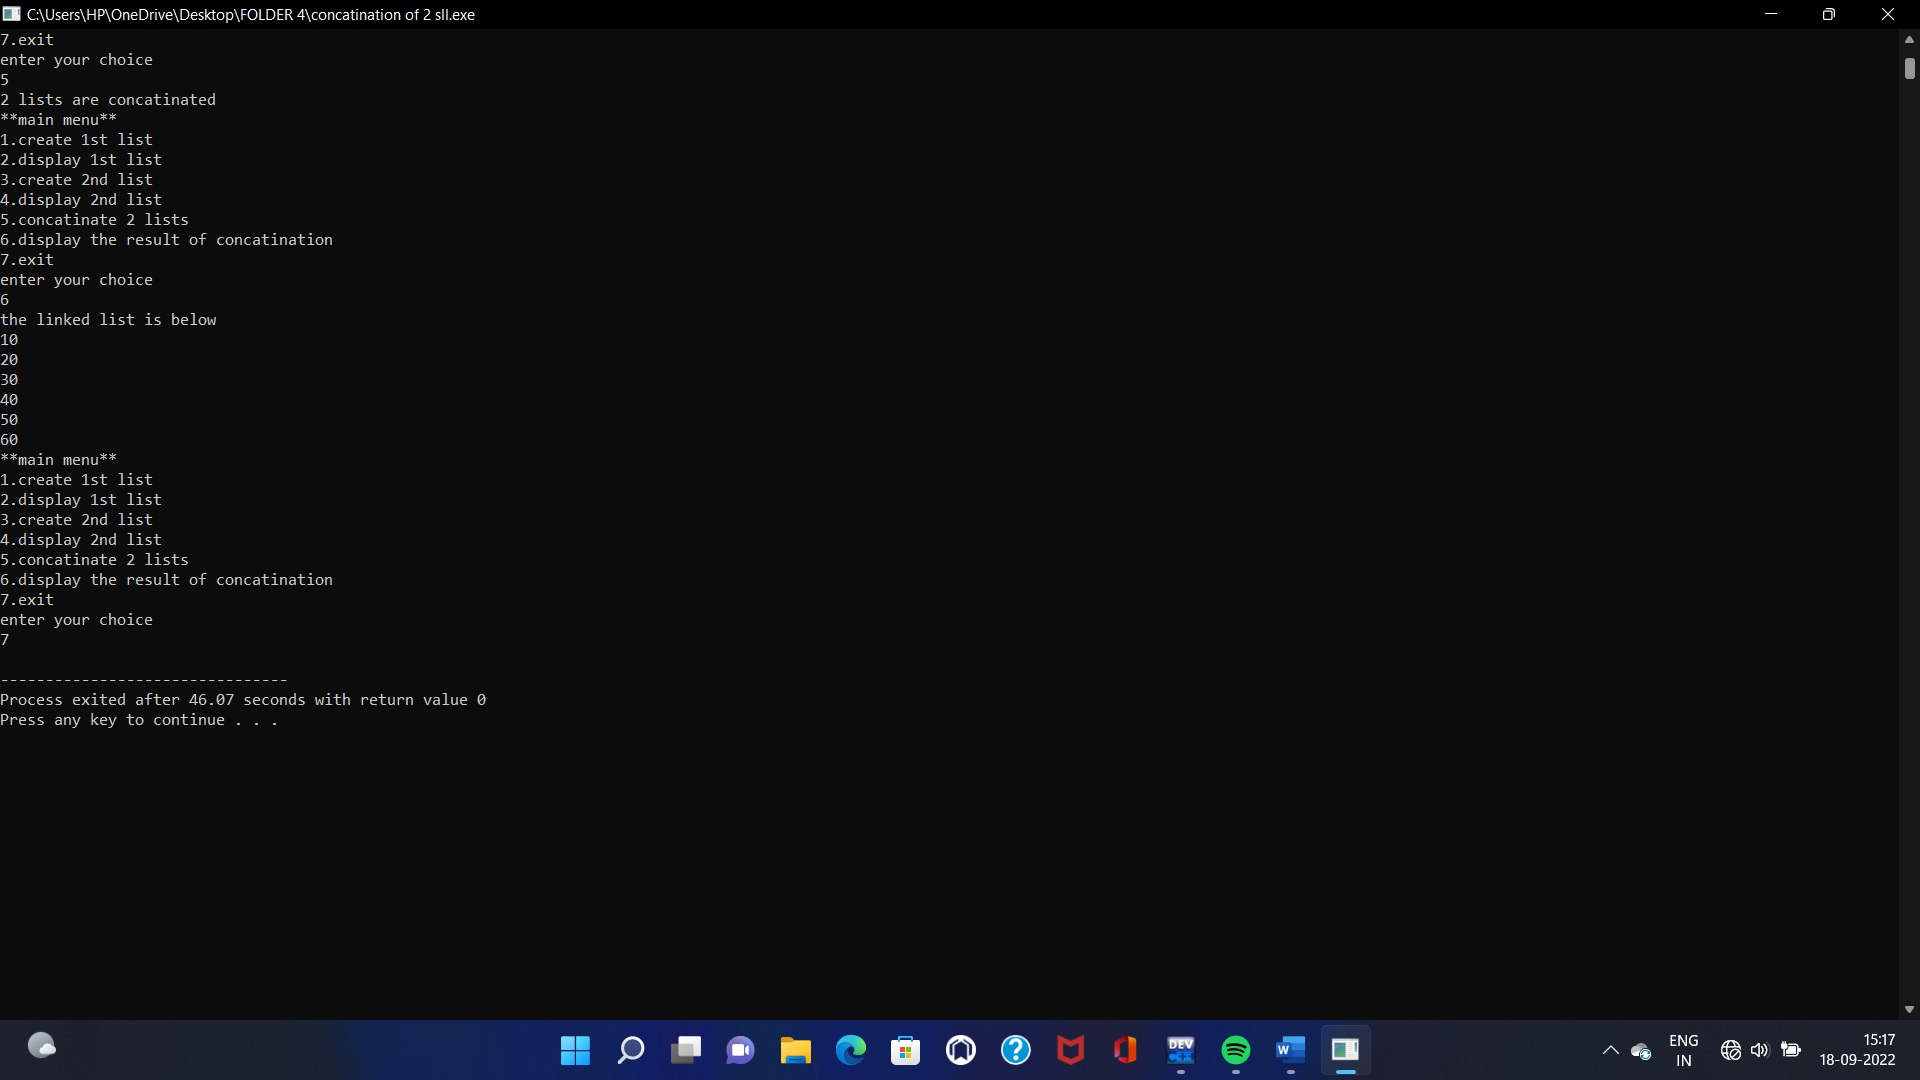 C:\Users\HP\OneDrive\Desktop\FOLDER 4\concatination of 2 sll.exe
7.exit
enter your choice
5
2 lists are concatinated
**main menu**
1.create 1st list
2.display 1st list
3.create 2nd list
4.display 2nd list
5.concatinate 2 lists
6.display the result of concatination
7.exit
enter your choice
6
the linked list is below
10
20
30
40
50
60
**main menu**
1.create 1st list
2.display 1st list
3.create 2nd list
4.display 2nd list
5.concatinate 2 lists
6.display the result of concatination
7.exit
enter your choice
7
--------------------------------
Process exited after 46.07 seconds with return value 0
Press any key to continue . . .
DEV
C++
W
ENG
IN
15:17
18-09-2022